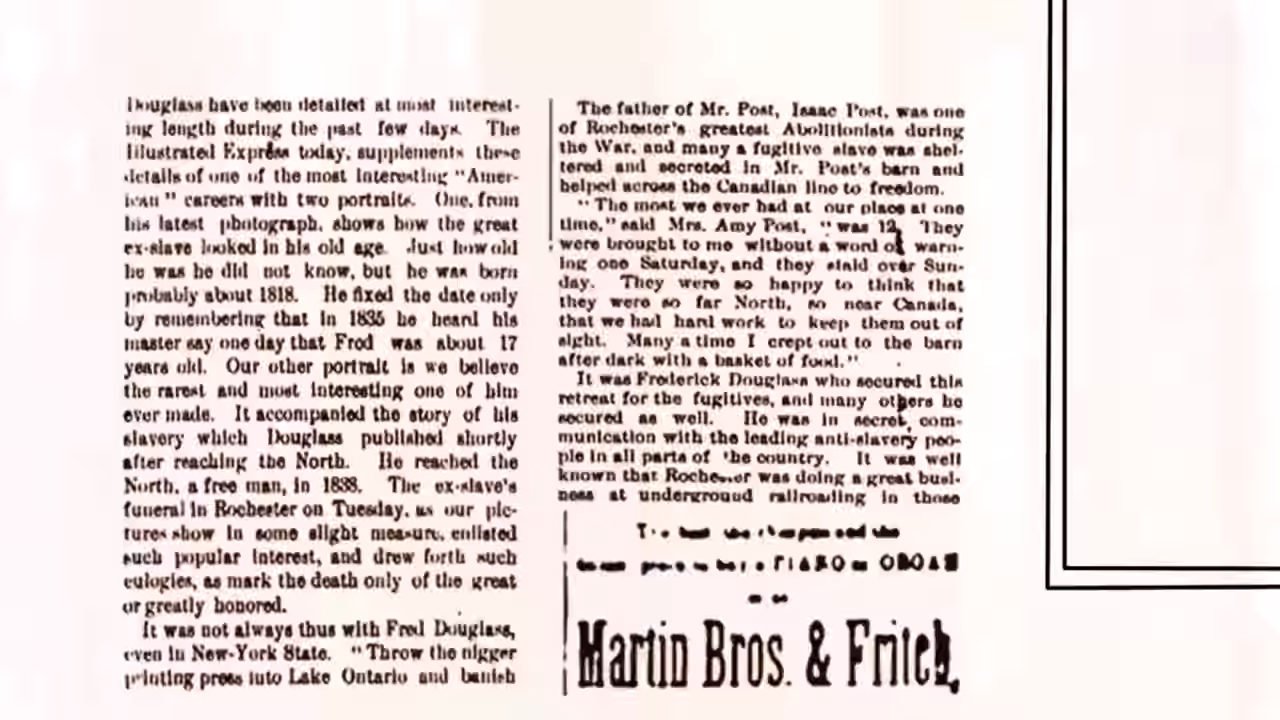 Douglass have been detailed at most interest-
ing length during the past few days. The
Illustrated Express today, supplements these
details of one of the most interesting "Amer-
ican" careers with two portraits. One, from
his latest photograph, shows how the great
ex-slave looked in his old age. Just how old
he was he did not know, but he was born
probably about 1818. He fixed the date only
by remembering that in 1835 he heard his
master say one day that Fred was about 17
years old. Our other portrait is we believe
the rarest and most interesting one of him
ever made. It accompanied the story of his
slavery which Douglass published shortly
after reaching the North. He reached the
North, a free man, in 1838. The ex-slave's
funeral in Rochester on Tuesday, as our pic-
tures show in some slight measure, enlisted
such popular interest, and drew forth such
eulogies, as mark the death only of the great
or greatly honored.
It was not always thus with Fred Douglass,
even in New-York State. "Throw the nigger
printing press into Lake Ontario and banish
The father of Mr. Post, Isaac Post, was one
of Rochester's greatest Abolitionists during
the War, and many a fugitive slave was shel-
tered and secreted in Mr. Post's barn and
helped across the Canadian line to freedom.
"The most we ever had at our place at one
time," said Mrs. Amy Post, "was 12. They
were brought to me without a word of warn-
ing one Saturday, and they staid over Sun-
day. They were so happy to think that
they were so far North, so near Canada,
that we had hard work to keep them out of
sight. Many a time I crept out to the barn
after dark with a basket of food."
It was Frederick Douglass who secured this
retreat for the fugitives, and many others he
secured as well. He was in secret, com-
munication with the leading anti-slavery peo-
ple in all parts of the country. It was well
known that Rochester was doing a great busi-
ness at underground railroading in those
PIANO or ORGAN
Martin Bros. & Fritch,